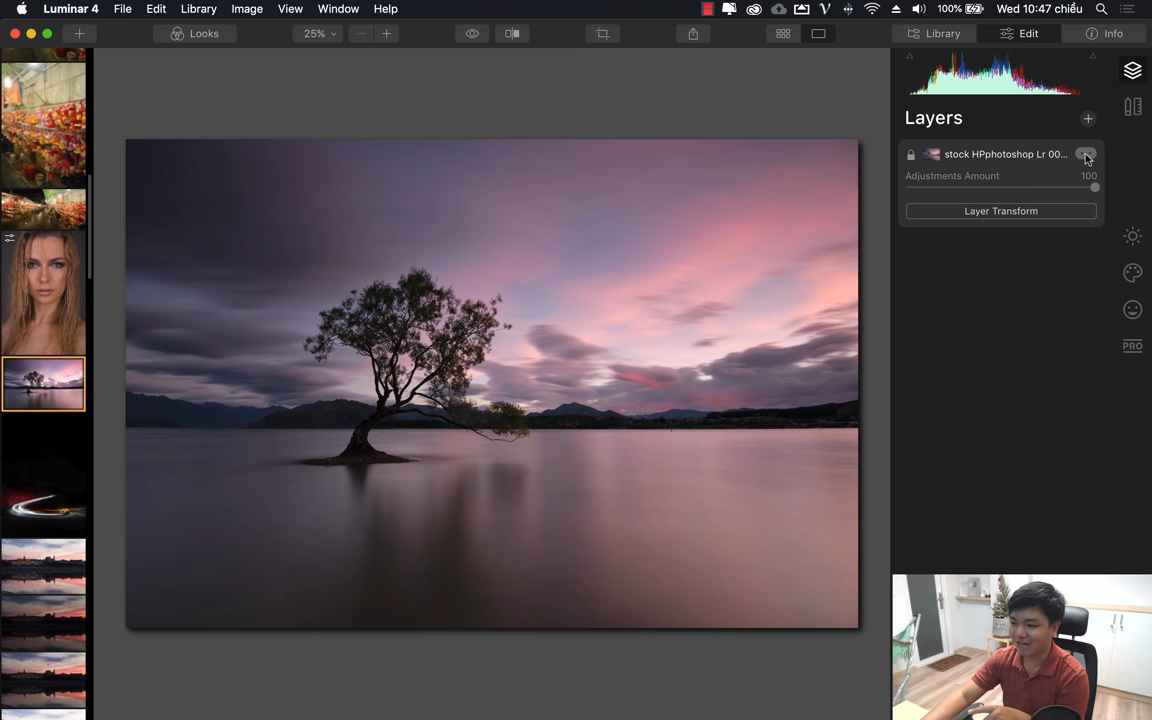 Luminar 4 File Edit Library Image View Window Help 100% Wed 10:47 chiều
Looks 25% Library Edit Info
Layers
stock HPphotoshop Lr 00...
Adjustments Amount 100
Layer Transform
PRO